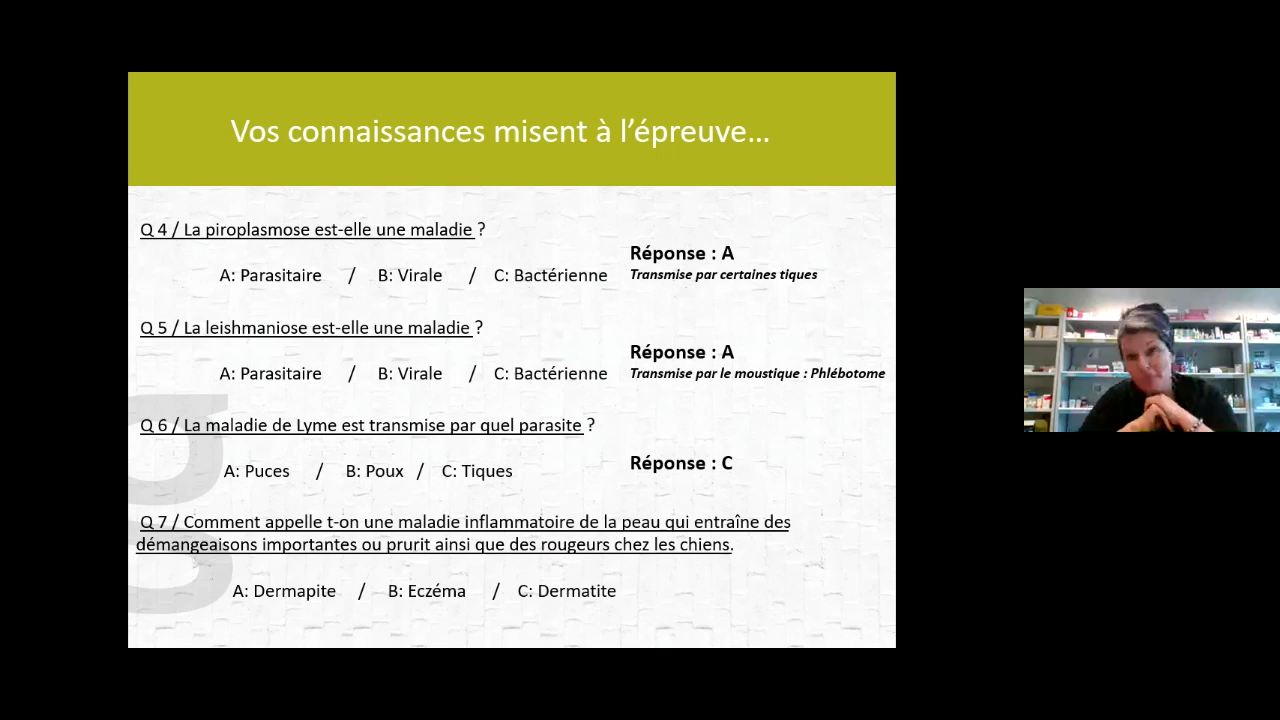 Vos connaissances misent à l'épreuve...
Q 4 / La piroplasmose est-elle une maladie ?
Réponse : A
A: Parasitaire / B: Virale / C: Bactérienne
Transmise par certaines tiques
Q 5 / La leishmaniose est-elle une maladie ?
Réponse : A
A: Parasitaire / B: Virale / C: Bactérienne
Transmise par le moustique : Phlébotome
Q 6 / La maladie de Lyme est transmise par quel parasite ?
Réponse : C
A: Puces / B: Poux / C: Tiques
Q 7 / Comment appelle t-on une maladie inflammatoire de la peau qui entraîne des
démangeaisons importantes ou prurit ainsi que des rougeurs chez les chiens.
A: Dermapite / B: Eczéma / C: Dermatite